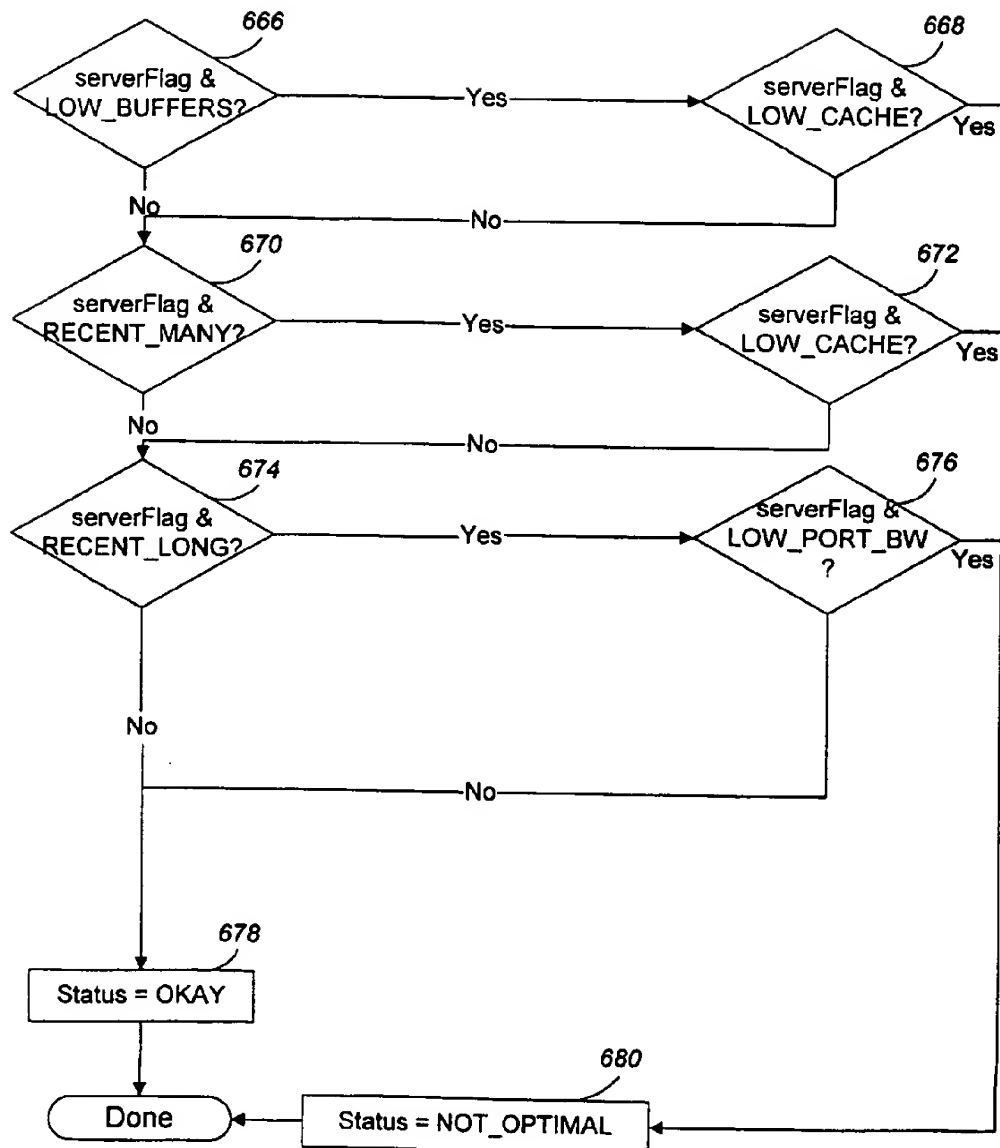 666
668
serverFlag &
LOW_BUFFERS?
Yes
serverFlag &
LOW_CACHE?
Yes
No
No
670
672
serverFlag &
RECENT_MANY?
Yes
serverFlag &
LOW_CACHE?
Yes
No
No
674
676
serverFlag &
RECENT_LONG?
Yes
serverFlag &
LOW_PORT_BW
?
Yes
No
No
678
Status = OKAY
680
Done
Status = NOT_OPTIMAL